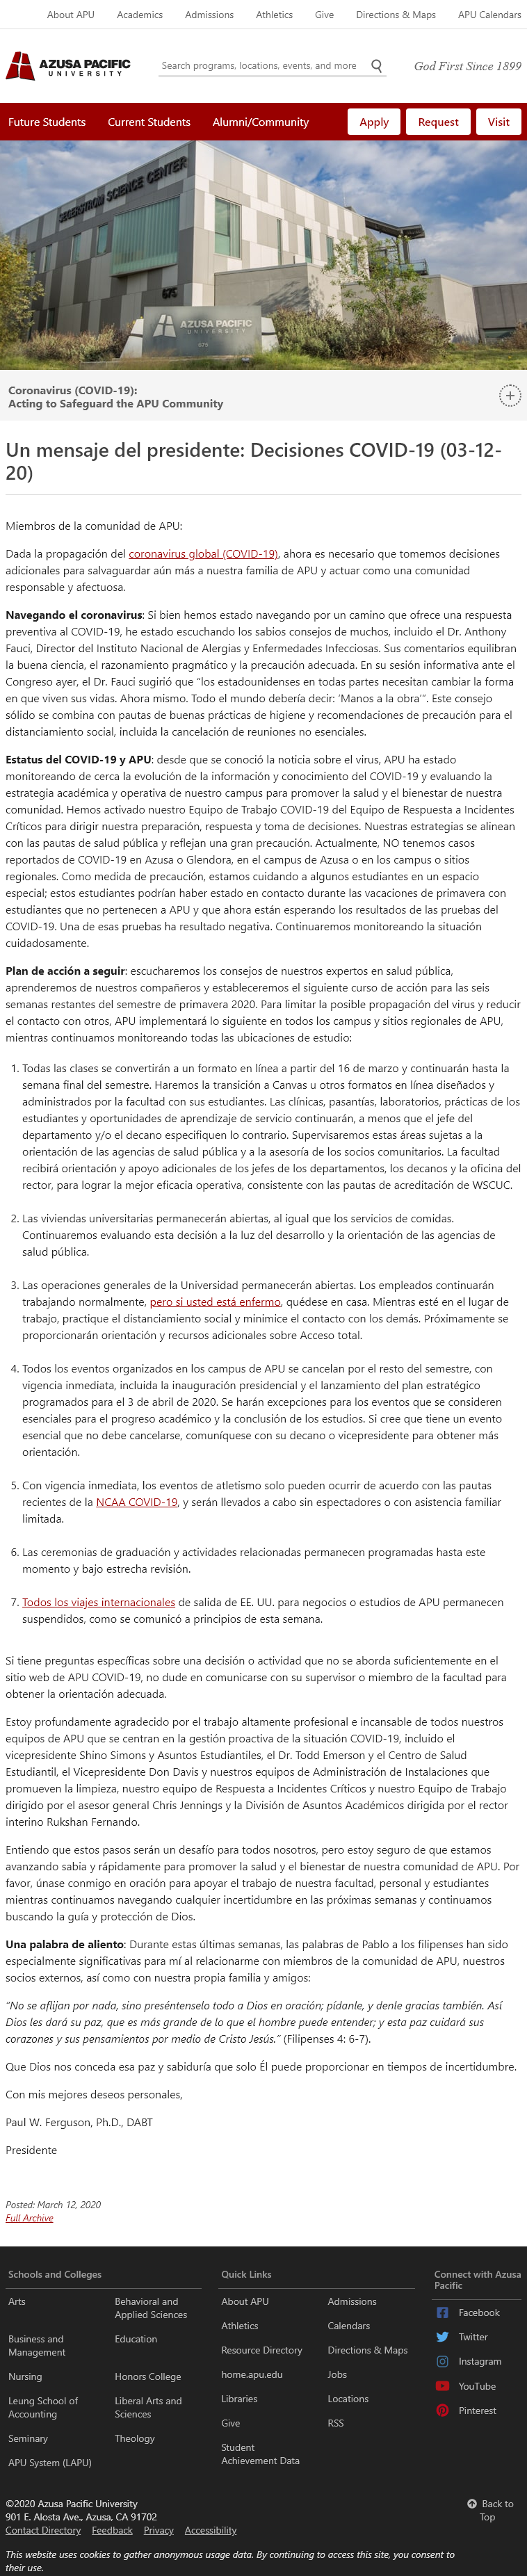 About APU Academics Admissions Athletics Give Directions & Maps APU Calendars
AZUSA PACIFIC
UNIVERSITY
Search programs, locations, events, and more
God First Since 1899
Future Students Current Students Alumni/Community Apply Request Visit
SEGERSTROM SCIENCE CENTER
675
AZUSA PACIFIC
UNIVERSITY
675
Coronavirus (COVID-19):
Acting to Safeguard the APU Community
Un mensaje del presidente: Decisiones COVID-19 (03-12-
20)
Miembros de la comunidad de APU:
Dada la propagación del coronavirus global (COVID-19), ahora es necesario que tomemos decisiones
adicionales para salvaguardar aún más a nuestra familia de APU y actuar como una comunidad
responsable y afectuosa.
Navegando el coronavirus: Si bien hemos estado navegando por un camino que ofrece una respuesta
preventiva al COVID-19, he estado escuchando los sabios consejos de muchos, incluido el Dr. Anthony
Fauci, Director del Instituto Nacional de Alergias y Enfermedades Infecciosas. Sus comentarios equilibran
la buena ciencia, el razonamiento pragmático y la precaución adecuada. En su sesión informativa ante el
Congreso ayer, el Dr. Fauci sugirió que “los estadounidenses en todas partes necesitan cambiar la forma
en que viven sus vidas. Ahora mismo. Todo el mundo debería decir: ‘Manos a la obra’”. Este consejo
sólido se combina con pautas de buenas prácticas de higiene y recomendaciones de precaución para el
distanciamiento social, incluida la cancelación de reuniones no esenciales.
Estatus del COVID-19 y APU: desde que se conoció la noticia sobre el virus, APU ha estado
monitoreando de cerca la evolución de la información y conocimiento del COVID-19 y evaluando la
estrategia académica y operativa de nuestro campus para promover la salud y el bienestar de nuestra
comunidad. Hemos activado nuestro Equipo de Trabajo COVID-19 del Equipo de Respuesta a Incidentes
Críticos para dirigir nuestra preparación, respuesta y toma de decisiones. Nuestras estrategias se alinean
con las pautas de salud pública y reflejan una gran precaución. Actualmente, NO tenemos casos
reportados de COVID-19 en Azusa o Glendora, en el campus de Azusa o en los campus o sitios
regionales. Como medida de precaución, estamos cuidando a algunos estudiantes en un espacio
especial; estos estudiantes podrían haber estado en contacto durante las vacaciones de primavera con
estudiantes que no pertenecen a APU y que ahora están esperando los resultados de las pruebas del
COVID-19. Una de esas pruebas ha resultado negativa. Continuaremos monitoreando la situación
cuidadosamente.
Plan de acción a seguir: escucharemos los consejos de nuestros expertos en salud pública,
aprenderemos de nuestros compañeros y estableceremos el siguiente curso de acción para las seis
semanas restantes del semestre de primavera 2020. Para limitar la posible propagación del virus y reducir
el contacto con otros, APU implementará lo siguiente en todos los campus y sitios regionales de APU,
mientras continuamos monitoreando todas las ubicaciones de estudio:
1. Todas las clases se convertirán a un formato en línea a partir del 16 de marzo y continuarán hasta la
semana final del semestre. Haremos la transición a Canvas u otros formatos en línea diseñados y
administrados por la facultad con sus estudiantes. Las clínicas, pasantías, laboratorios, prácticas de los
estudiantes y oportunidades de aprendizaje de servicio continuarán, a menos que el jefe del
departamento y/o el decano especifiquen lo contrario. Supervisaremos estas áreas sujetas a la
orientación de las agencias de salud pública y a la asesoría de los socios comunitarios. La facultad
recibirá orientación y apoyo adicionales de los jefes de los departamentos, los decanos y la oficina del
rector, para lograr la mejor eficacia operativa, consistente con las pautas de acreditación de WSCUC.
2. Las viviendas universitarias permanecerán abiertas, al igual que los servicios de comidas.
Continuaremos evaluando esta decisión a la luz del desarrollo y la orientación de las agencias de
salud pública.
3. Las operaciones generales de la Universidad permanecerán abiertas. Los empleados continuarán
trabajando normalmente, pero si usted está enfermo, quédese en casa. Mientras esté en el lugar de
trabajo, practique el distanciamiento social y minimice el contacto con los demás. Próximamente se
proporcionarán orientación y recursos adicionales sobre Acceso total.
4. Todos los eventos organizados en los campus de APU se cancelan por el resto del semestre, con
vigencia inmediata, incluida la inauguración presidencial y el lanzamiento del plan estratégico
programados para el 3 de abril de 2020. Se harán excepciones para los eventos que se consideren
esenciales para el progreso académico y la conclusión de los estudios. Si cree que tiene un evento
esencial que no debe cancelarse, comuníquese con su decano o vicepresidente para obtener más
orientación.
5. Con vigencia inmediata, los eventos de atletismo solo pueden ocurrir de acuerdo con las pautas
recientes de la NCAA COVID-19, y serán llevados a cabo sin espectadores o con asistencia familiar
limitada.
6. Las ceremonias de graduación y actividades relacionadas permanecen programadas hasta este
momento y bajo estrecha revisión.
7. Todos los viajes internacionales de salida de EE. UU. para negocios o estudios de APU permanecen
suspendidos, como se comunicó a principios de esta semana.
Si tiene preguntas específicas sobre una decisión o actividad que no se aborda suficientemente en el
sitio web de APU COVID-19, no dude en comunicarse con su supervisor o miembro de la facultad para
obtener la orientación adecuada.
Estoy profundamente agradecido por el trabajo altamente profesional e incansable de todos nuestros
equipos de APU que se centran en la gestión proactiva de la situación COVID-19, incluido el
vicepresidente Shino Simons y Asuntos Estudiantiles, el Dr. Todd Emerson y el Centro de Salud
Estudiantil, el Vicepresidente Don Davis y nuestros equipos de Administración de Instalaciones que
promueven la limpieza, nuestro equipo de Respuesta a Incidentes Críticos y nuestro Equipo de Trabajo
dirigido por el asesor general Chris Jennings y la División de Asuntos Académicos dirigida por el rector
interino Rukshan Fernando.
Entiendo que estos pasos serán un desafío para todos nosotros, pero estoy seguro de que estamos
avanzando sabia y rápidamente para promover la salud y el bienestar de nuestra comunidad de APU. Por
favor, únase conmigo en oración para apoyar el trabajo de nuestra facultad, personal y estudiantes
mientras continuamos navegando cualquier incertidumbre en las próximas semanas y continuamos
buscando la guía y protección de Dios.
Una palabra de aliento: Durante estas últimas semanas, las palabras de Pablo a los filipenses han sido
especialmente significativas para mí al relacionarme con miembros de la comunidad de APU, nuestros
socios externos, así como con nuestra propia familia y amigos:
“No se aflijan por nada, sino preséntenselo todo a Dios en oración; pídanle, y denle gracias también. Así
Dios les dará su paz, que es más grande de lo que el hombre puede entender; y esta paz cuidará sus
corazones y sus pensamientos por medio de Cristo Jesús.” (Filipenses 4: 6-7).
Que Dios nos conceda esa paz y sabiduría que solo Él puede proporcionar en tiempos de incertidumbre.
Con mis mejores deseos personales,
Paul W. Ferguson, Ph.D., DABT
Presidente
Posted: March 12, 2020
Full Archive
Schools and Colleges
Arts
Behavioral and
Applied Sciences
Business and
Management
Education
Nursing
Honors College
Leung School of
Accounting
Liberal Arts and
Sciences
Seminary
Theology
APU System (LAPU)
Quick Links
About APU
Admissions
Athletics
Calendars
Resource Directory
Directions & Maps
home.apu.edu
Jobs
Libraries
Locations
Give
RSS
Student
Achievement Data
Connect with Azusa
Pacific
Facebook
Twitter
Instagram
YouTube
Pinterest
©2020 Azusa Pacific University
901 E. Alosta Ave., Azusa, CA 91702
Contact Directory Feedback Privacy Accessibility
Back to
Top
This website uses cookies to gather anonymous usage data. By continuing to access this site, you consent to
their use.